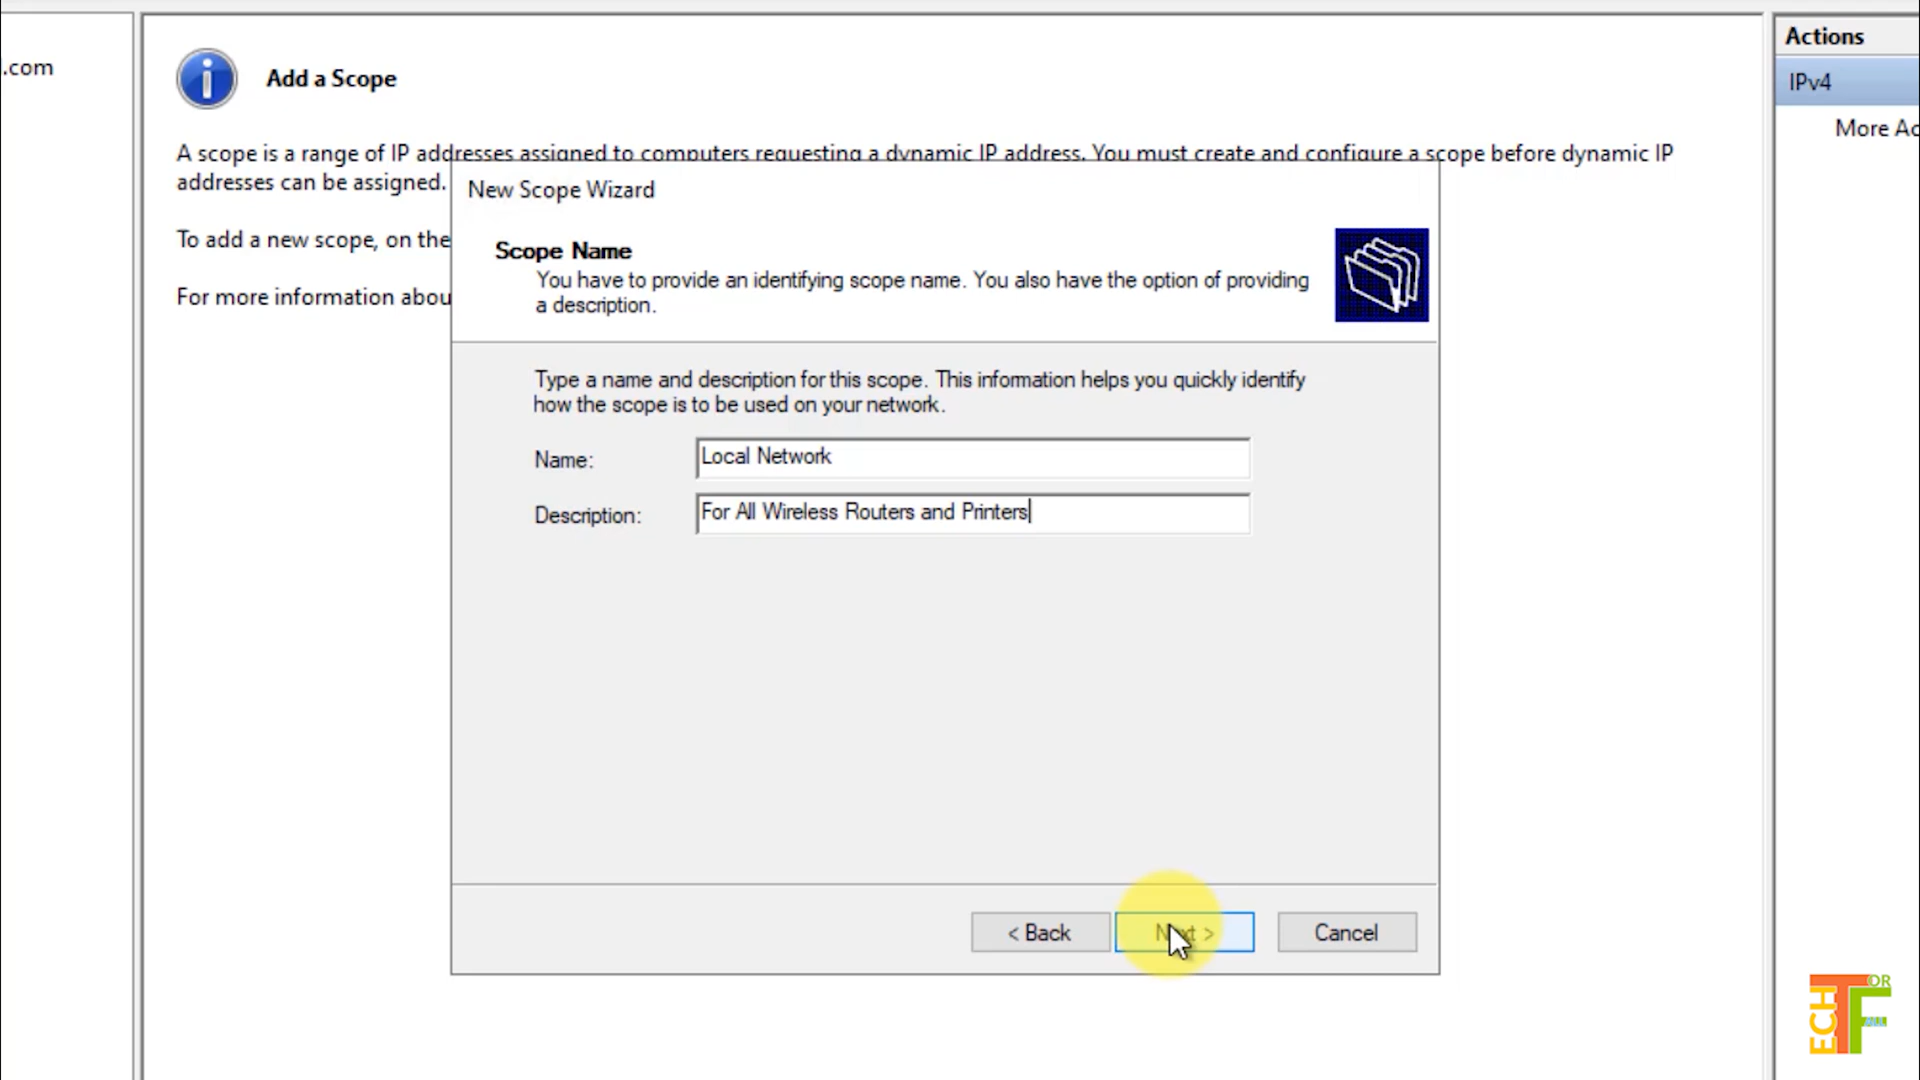 .com
Add a Scope
A scope is a range of IP addresses assigned to computers requesting a dynamic IP address. You must create and configure a scope before dynamic IP
addresses can be assigned.
To add a new scope, on the
For more information abou
New Scope Wizard
Scope Name
You have to provide an identifying scope name. You also have the option of providing
a description.
Type a name and description for this scope. This information helps you quickly identify
how the scope is to be used on your network.
Name: Local Network
Description: For All Wireless Routers and Printers
< Back Next > Cancel
Actions
IPv4
More Ac
ECH T F OR